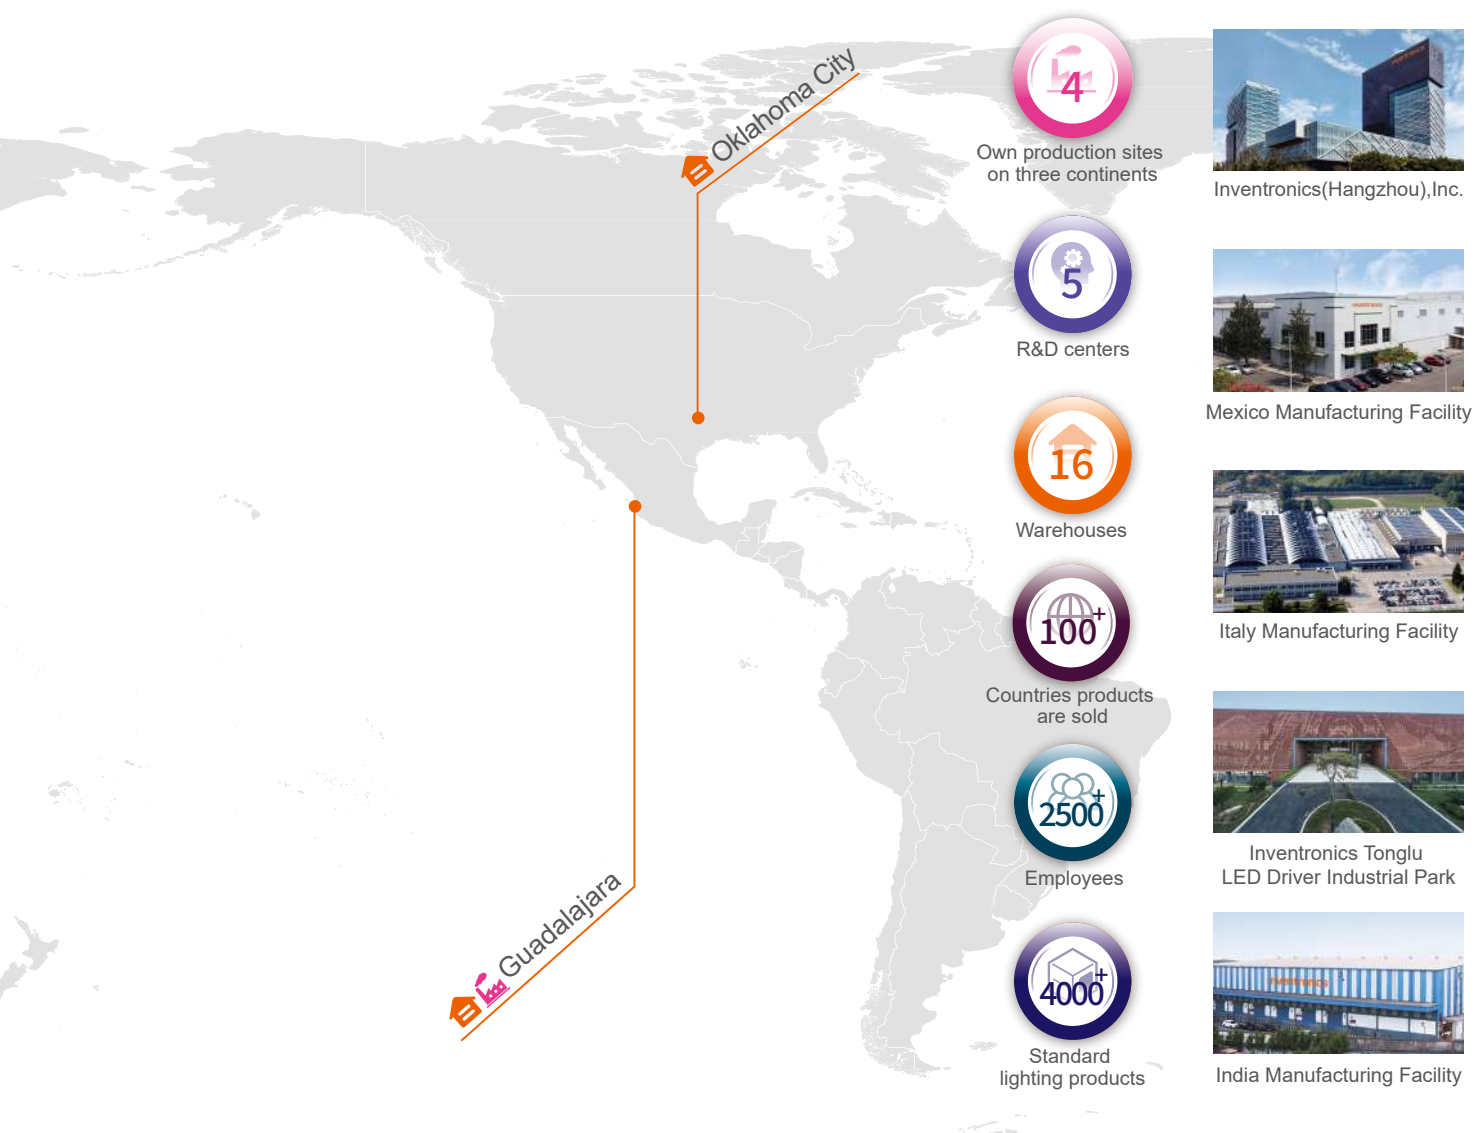 Oklahoma City
Guadalajara
4
Own production sites
on three continents
5
R&D centers
16
Warehouses
100+
Countries products
are sold
2500+
Employees
4000+
Standard
lighting products
Inventronics(Hangzhou),Inc.
Mexico Manufacturing Facility
Italy Manufacturing Facility
Inventronics Tonglu
LED Driver Industrial Park
inventronics
India Manufacturing Facility